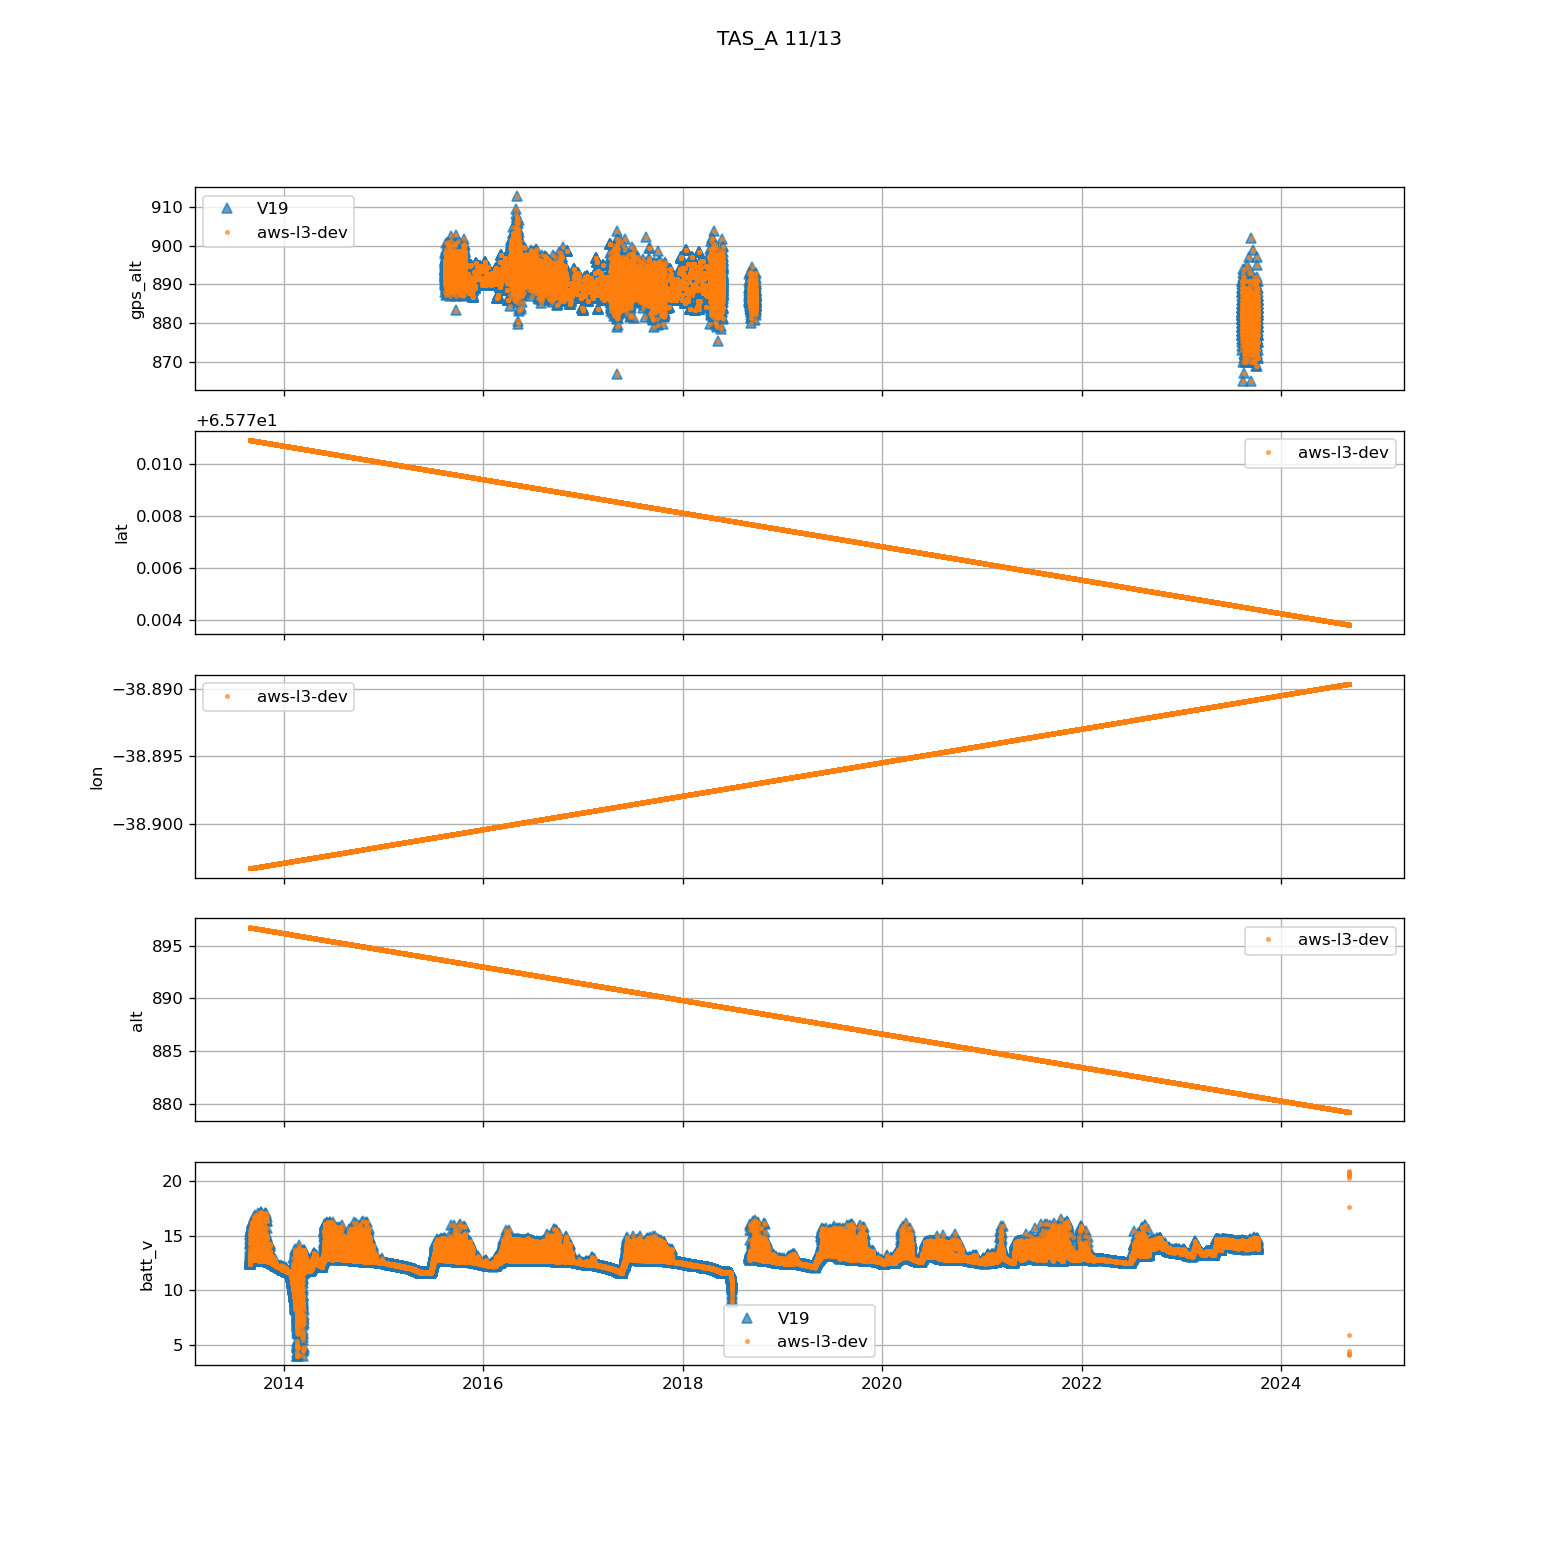 TAS_A 11/13
V19
aws-l3-dev
gps_alt
910
900
890
880
870
+6.577e1
aws-l3-dev
lat
0.010
0.008
0.006
0.004
aws-l3-dev
lon
−38.890
−38.895
−38.900
aws-l3-dev
alt
895
890
885
880
batt_v
20
15
10
5
V19
aws-l3-dev
2014 2016 2018 2020 2022 2024